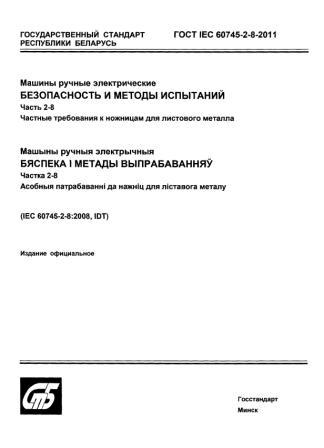 ГОСУДАРСТВЕННЫЙ СТАНДАРТ
РЕСПУБЛИКИ БЕЛАРУСЬ
ГОСТ IEC 60745-2-8-2011
Машины ручные электрические
БЕЗОПАСНОСТЬ И МЕТОДЫ ИСПЫТАНИЙ
Часть 2-8
Частные требования к ножницам для листового металла
Машыны ручныя электрычныя
БЯСПЕКА І МЕТАДЫ ВЫПРАБАВАННЯЎ
Частка 2-8
Асобныя патрабаванні да нажніц для ліставога металу
(IEC 60745-2-8:2008, IDT)
Издание официальное
СТБ
Госстандарт
Минск